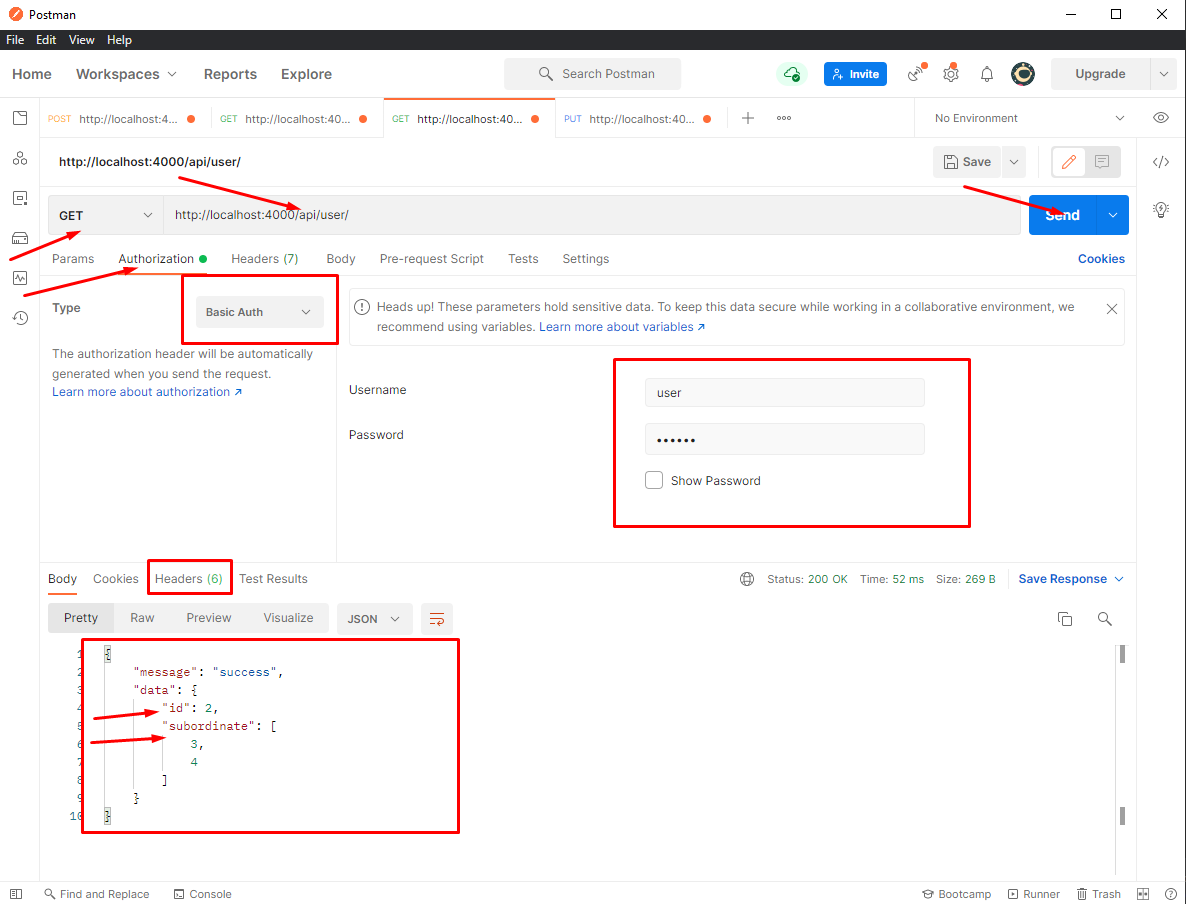 Postman
File Edit View Help
Home Workspaces Reports Explore Search Postman Invite Upgrade
POST http://localhost:4... GET http://localhost:400... GET http://localhost:40... PUT http://localhost:40... No Environment
http://localhost:4000/api/user/ Save
GET http://localhost:4000/api/user/ Send
Params Authorization Headers (7) Body Pre-request Script Tests Settings Cookies
Type Basic Auth
The authorization header will be automatically
generated when you send the request.
Learn more about authorization ↗
Heads up! These parameters hold sensitive data. To keep this data secure while working in a collaborative environment, we
recommend using variables. Learn more about variables ↗
Username user
Password ••••••
Show Password
Body Cookies Headers (6) Test Results Status: 200 OK Time: 52 ms Size: 269 B Save Response
Pretty Raw Preview Visualize JSON
1 {
2 "message": "success",
3 "data": {
4 "id": 2,
5 "subordinate": [
6 3,
7 4
8 ]
9 }
10 }
Find and Replace Console Bootcamp Runner Trash